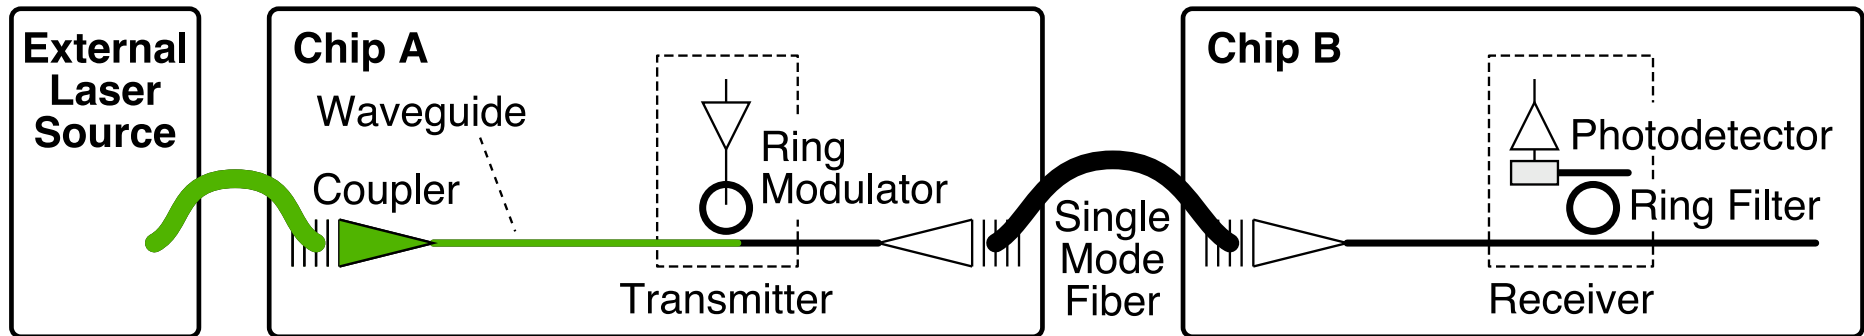 External
Laser
Source
Chip A
Waveguide
Coupler
Ring
Modulator
Transmitter
Single
Mode
Fiber
Chip B
Photodetector
Ring Filter
Receiver